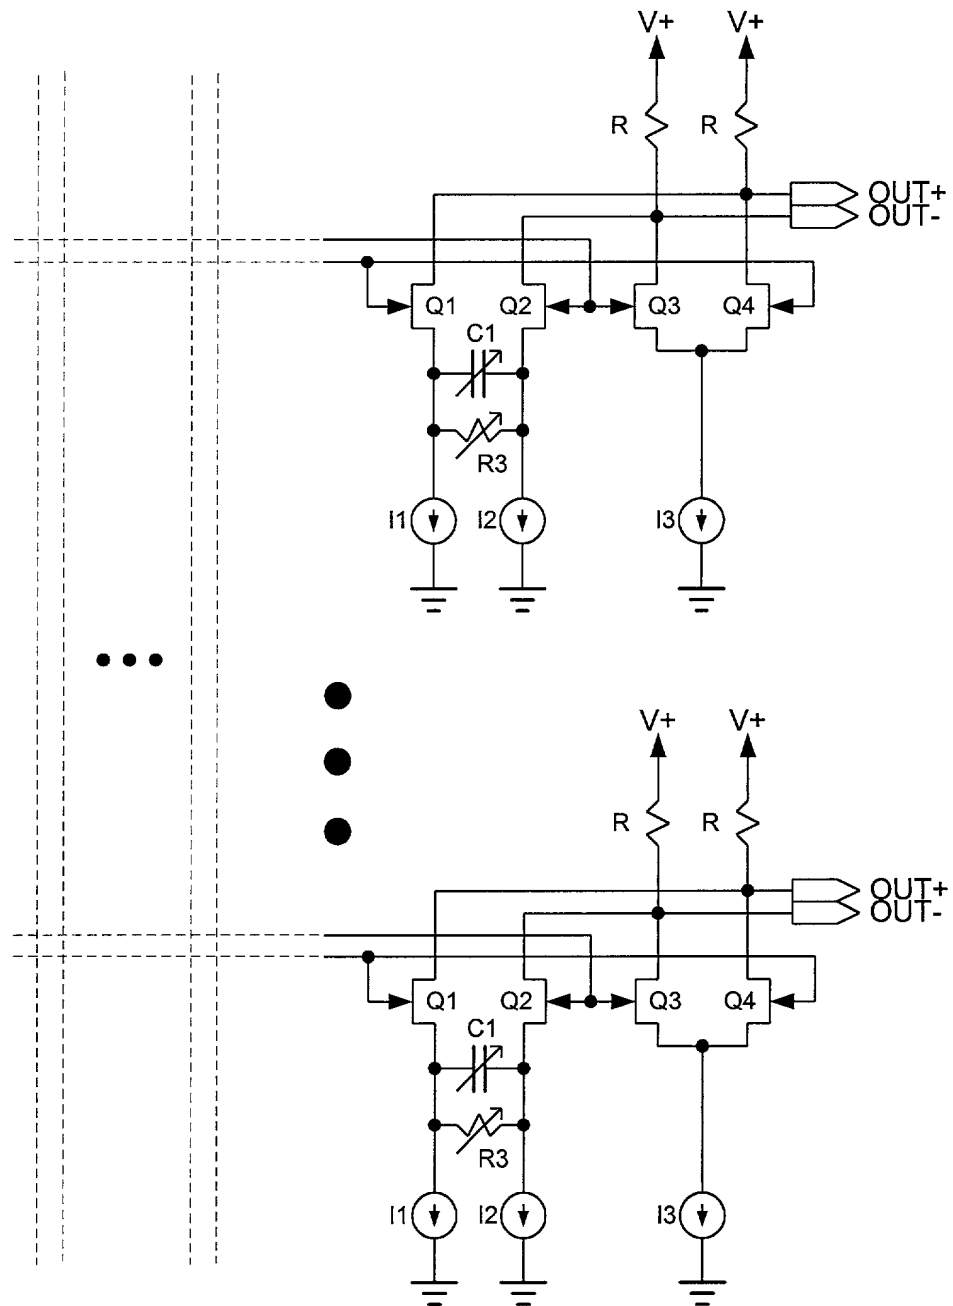 V+ V+
R R
OUT+
OUT-
Q1 Q2 Q3 Q4
C1
R3
I1 I2 I3
V+ V+
R R
OUT+
OUT-
Q1 Q2 Q3 Q4
C1
R3
I1 I2 I3